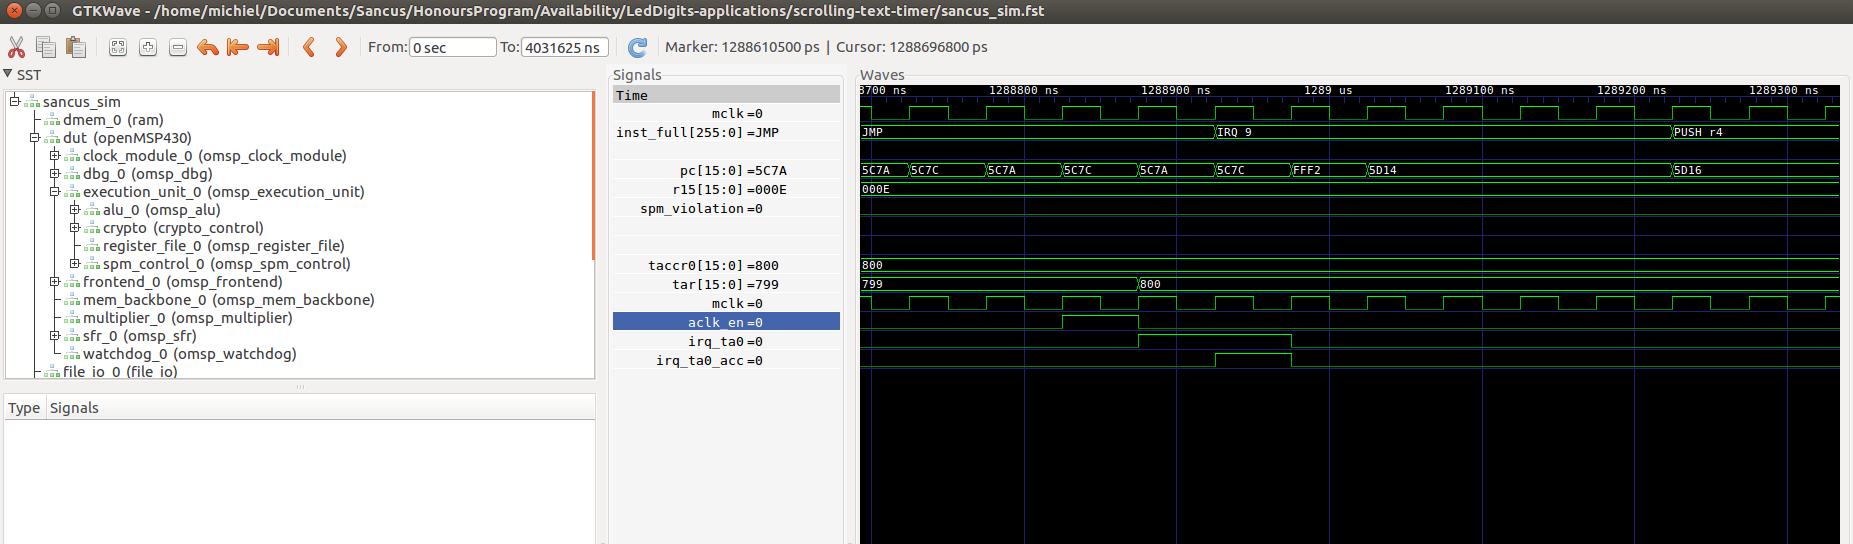 GTKWave - /home/michiel/Documents/Sancus/HonoursProgram/Availability/LedDigits-applications/scrolling-text-timer/sancus_sim.fst
From: 0 sec To: 4031625 ns Marker: 1288610500 ps | Cursor: 1288696800 ps
SST
sancus_sim
dmem_0 (ram)
dut (openMSP430)
clock_module_0 (omsp_clock_module)
dbg_0 (omsp_dbg)
execution_unit_0 (omsp_execution_unit)
alu_0 (omsp_alu)
crypto (crypto_control)
register_file_0 (omsp_register_file)
spm_control_0 (omsp_spm_control)
frontend_0 (omsp_frontend)
mem_backbone_0 (omsp_mem_backbone)
multiplier_0 (omsp_multiplier)
sfr_0 (omsp_sfr)
watchdog_0 (omsp_watchdog)
file_io_0 (file_io)
Type Signals
Signals
Time
mclk =0
inst_full[255:0] =JMP
pc[15:0] =5C7A
r15[15:0] =000E
spm_violation =0
taccr0[15:0] =800
tar[15:0] =799
mclk =0
aclk_en =0
irq_ta0 =0
irq_ta0_acc =0
Waves
8700 ns 1288800 ns 1288900 ns 1289 us 1289100 ns 1289200 ns 1289300 ns
JMP IRQ 9 PUSH r4
5C7A 5C7C 5C7A 5C7C 5C7A 5C7C FFF2 5D14 5D16
000E
800
799 800